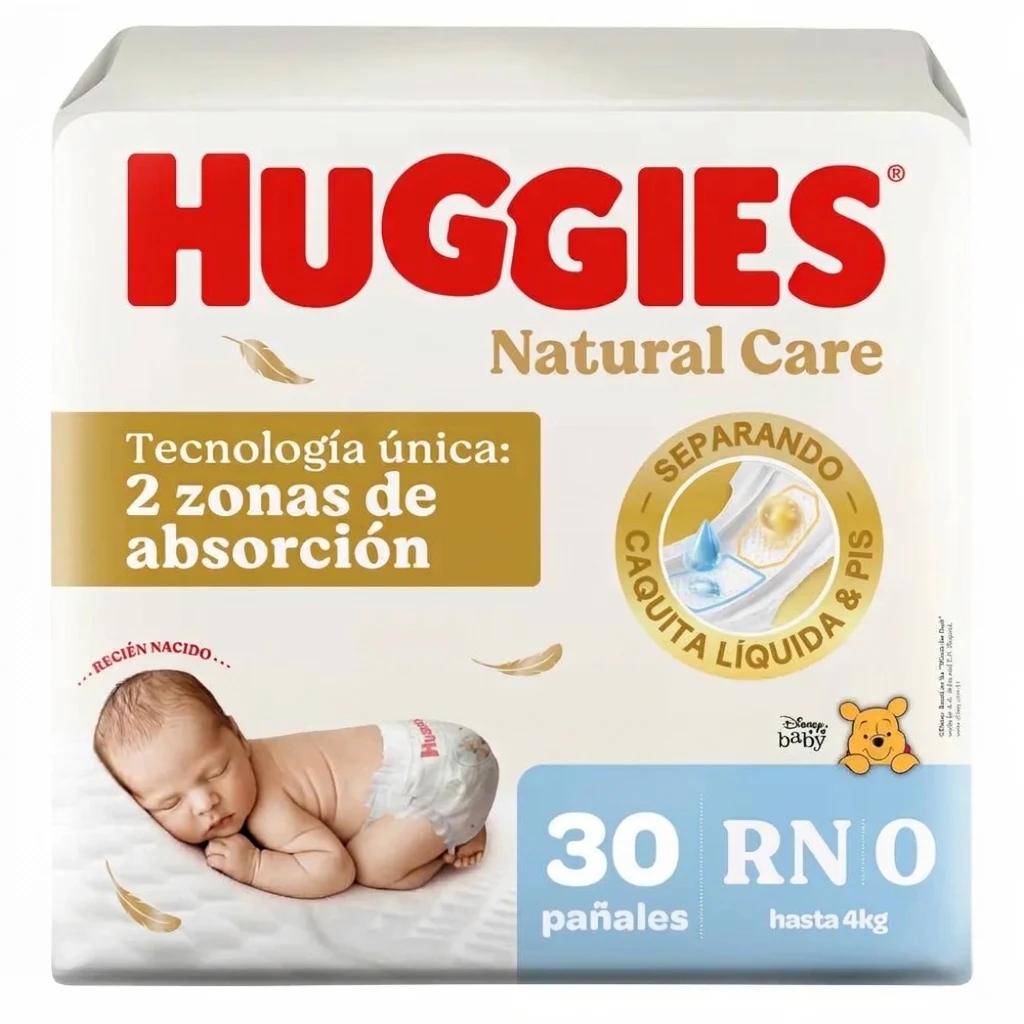 HUGGIES®
Natural Care
Tecnología única:
2 zonas de
absorción
SEPARANDO
CAQUITA LÍQUIDA & PIS
...RECIÉN NACIDO...
Huggies
Disney
baby
30
pañales
RN 0
hasta 4kg